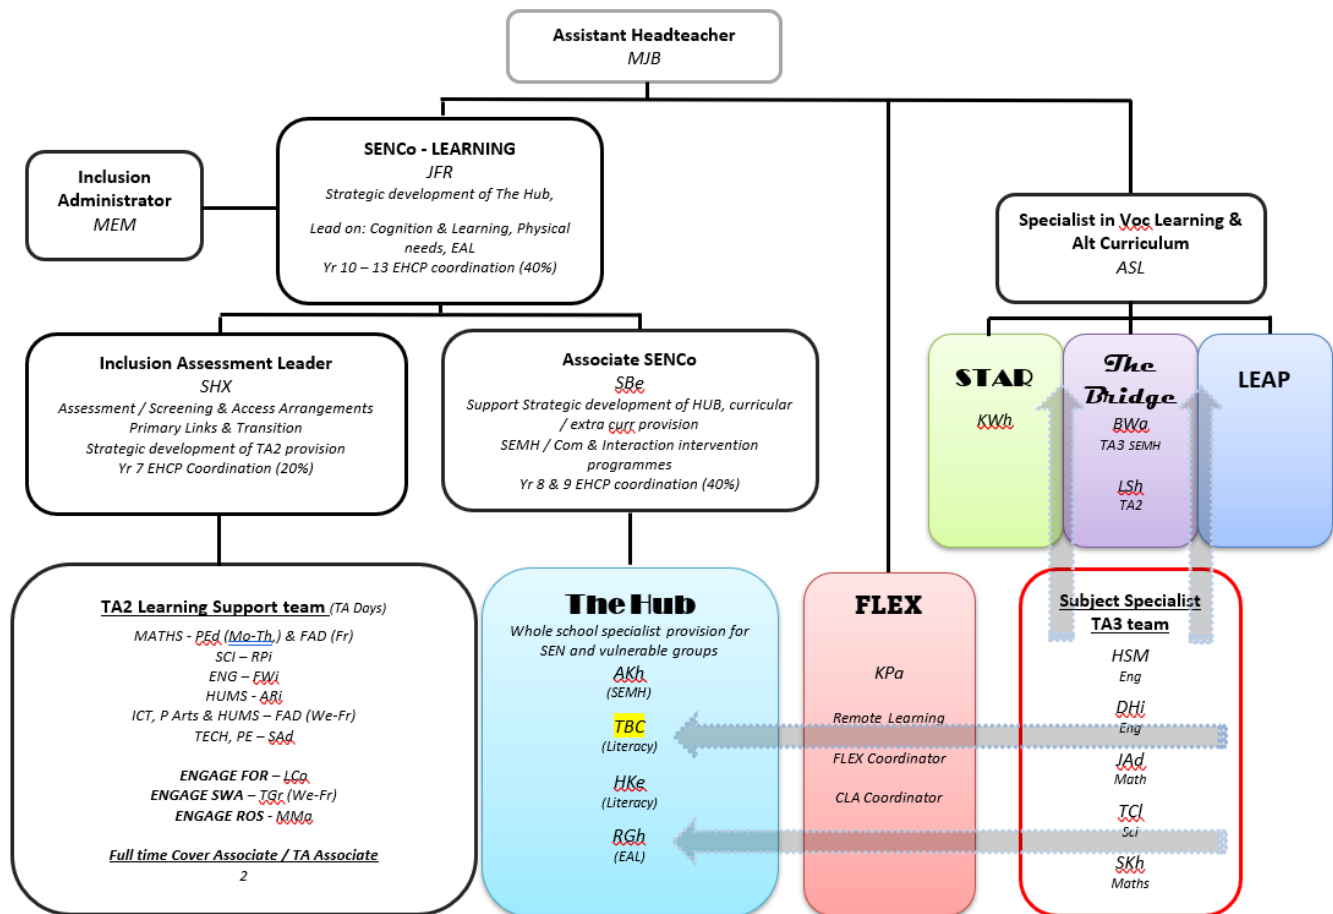 Assistant Headteacher
MJB
SENCo - LEARNING
JFR
Strategic development of The Hub,
Lead on: Cognition & Learning, Physical
needs, EAL
Yr 10 – 13 EHCP coordination (40%)
Inclusion
Administrator
MEM
Specialist in Voc Learning &
Alt Curriculum
ASL
Inclusion Assessment Leader
SHX
Assessment / Screening & Access Arrangements
Primary Links & Transition
Strategic development of TA2 provision
Yr 7 EHCP Coordination (20%)
Associate SENCo
SBe
Support Strategic development of HUB, curricular
/ extra curr provision
SEMH / Com & Interaction intervention
programmes
Yr 8 & 9 EHCP coordination (40%)
STAR
KWh
The
Bridge
BWa
TA3 SEMH
LSh
TA2
LEAP
TA2 Learning Support team (TA Days)
MATHS - PEd (Mo-Th,) & FAD (Fr)
SCI – RPi
ENG – FWi
HUMS - ARi
ICT, P Arts & HUMS – FAD (We-Fr)
TECH, PE – SAd
ENGAGE FOR – LCo
ENGAGE SWA – TGr (We-Fr)
ENGAGE ROS - MMa
Full time Cover Associate / TA Associate
2
The Hub
Whole school specialist provision for
SEN and vulnerable groups
AKh
(SEMH)
TBC
(Literacy)
HKe
(Literacy)
RGh
(EAL)
FLEX
KPa
Remote Learning
FLEX Coordinator
CLA Coordinator
Subject Specialist
TA3 team
HSM
Eng
DHi
Eng
JAd
Math
TCl
Sci
SKh
Maths